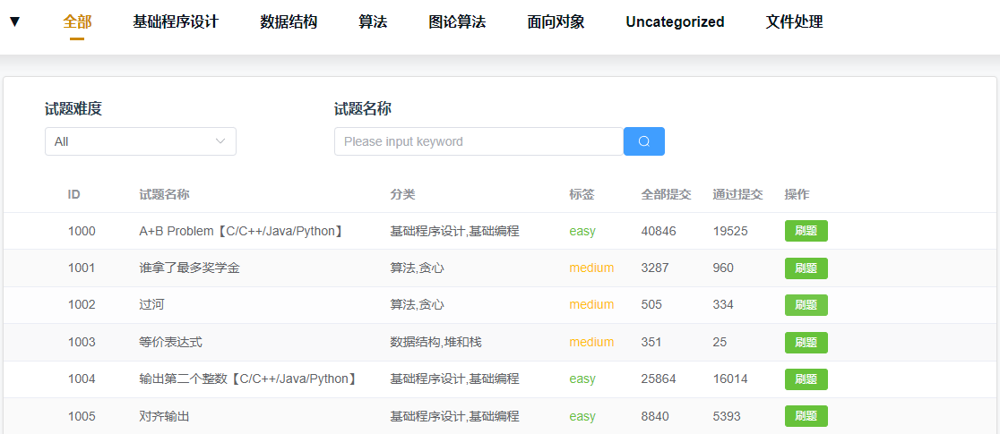 ▼ 全部 基础程序设计 数据结构 算法 图论算法 面向对象 Uncategorized 文件处理
试题难度 试题名称
All Please input keyword
ID 试题名称 分类 标签 全部提交 通过提交 操作
1000 A+B Problem【C/C++/Java/Python】 基础程序设计,基础编程 easy 40846 19525 刷题
1001 谁拿了最多奖学金 算法,贪心 medium 3287 960 刷题
1002 过河 算法,贪心 medium 505 334 刷题
1003 等价表达式 数据结构,堆和栈 medium 351 25 刷题
1004 输出第二个整数【C/C++/Java/Python】 基础程序设计,基础编程 easy 25864 16014 刷题
1005 对齐输出 基础程序设计,基础编程 easy 8840 5393 刷题